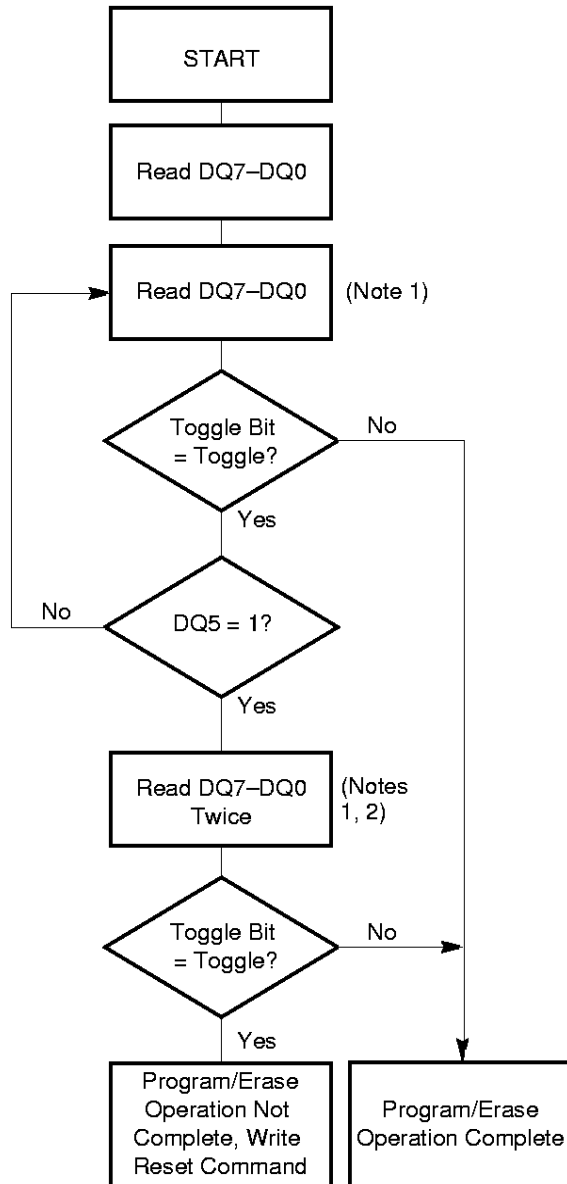 START
Read DQ7–DQ0
Read DQ7–DQ0
(Note 1)
Toggle Bit
= Toggle?
No
Yes
No
DQ5 = 1?
Yes
Read DQ7–DQ0
Twice
(Notes
1, 2)
Toggle Bit
= Toggle?
No
Yes
Program/Erase
Operation Not
Complete, Write
Reset Command
Program/Erase
Operation Complete